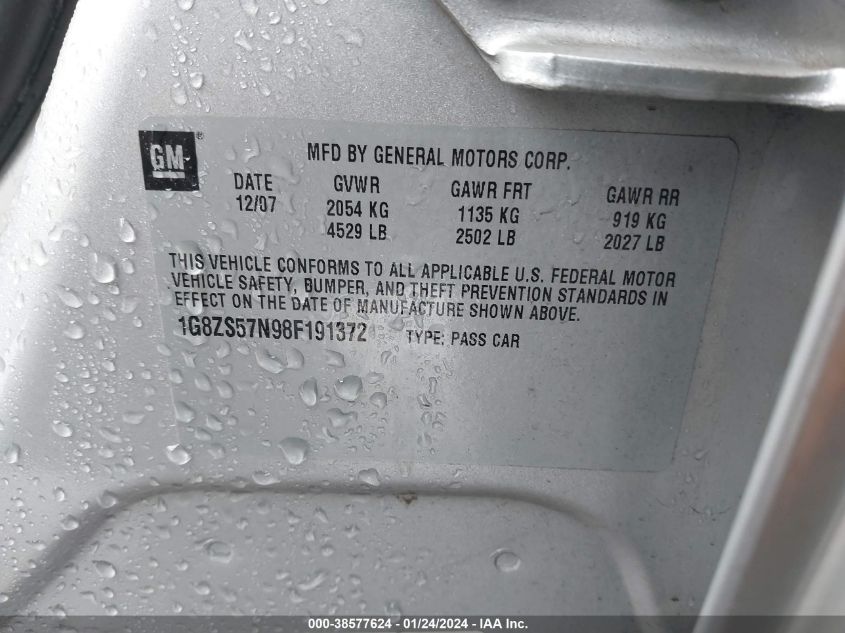 GM ®
MFD BY GENERAL MOTORS CORP.
DATE GVWR GAWR FRT GAWR RR
12/07 2054 KG 1135 KG 919 KG
4529 LB 2502 LB 2027 LB
THIS VEHICLE CONFORMS TO ALL APPLICABLE U.S. FEDERAL MOTOR
VEHICLE SAFETY, BUMPER, AND THEFT PREVENTION STANDARDS IN
EFFECT ON THE DATE OF MANUFACTURE SHOWN ABOVE.
1G8ZS57N98F191372 TYPE: PASS CAR
000-38577624 - 01/24/2024 - IAA Inc.